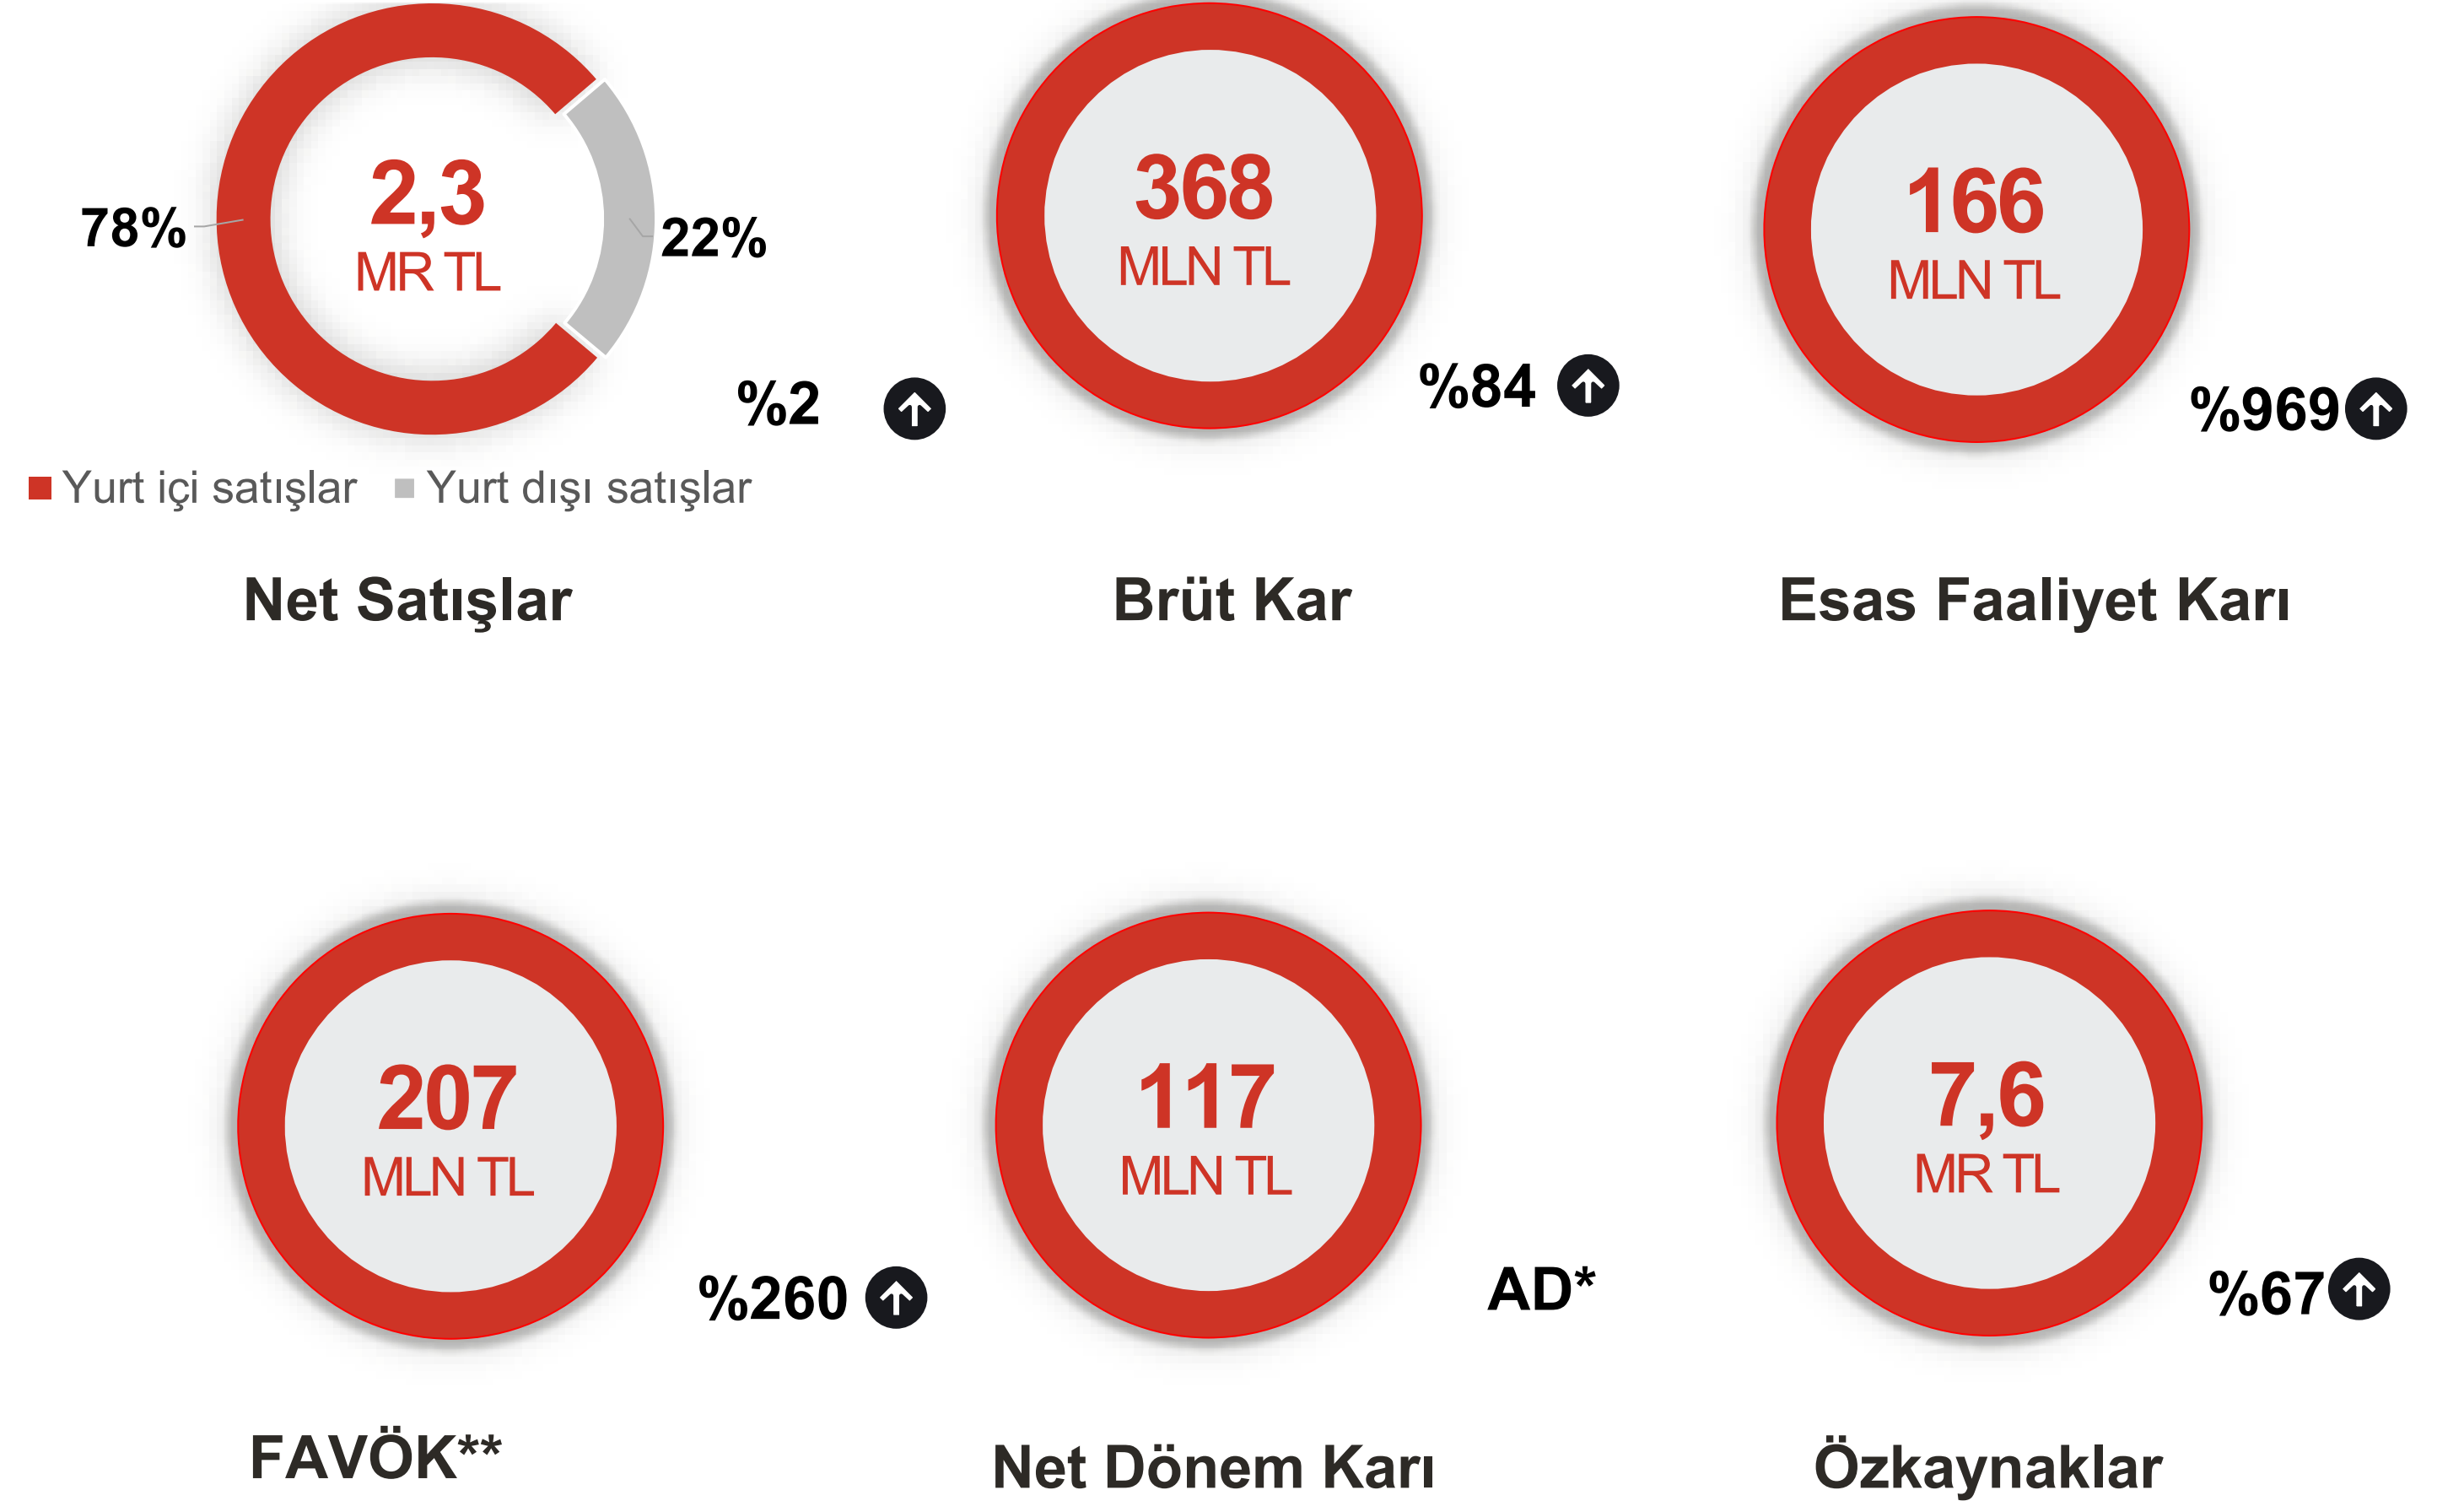 78%
2,3
MR TL
22%
%2
Yurt içi satışlar
Yurt dışı satışlar
Net Satışlar
368
MLN TL
%84
Brüt Kar
166
MLN TL
%969
Esas Faaliyet Karı
207
MLN TL
%260
FAVÖK**
117
MLN TL
AD*
Net Dönem Karı
7,6
MR TL
%67
Özkaynaklar